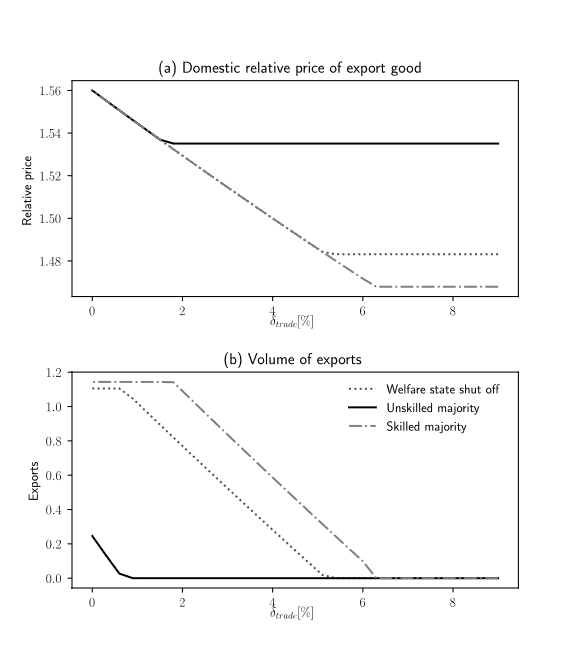 (a) Domestic relative price of export good
1.56
1.54
1.52
1.50
1.48
Relative price
0 2 4 6 8
δtrade[%]
(b) Volume of exports
1.2
1.0
0.8
0.6
0.4
0.2
0.0
Exports
Welfare state shut off
Unskilled majority
Skilled majority
0 2 4 6 8
δtrade[%]